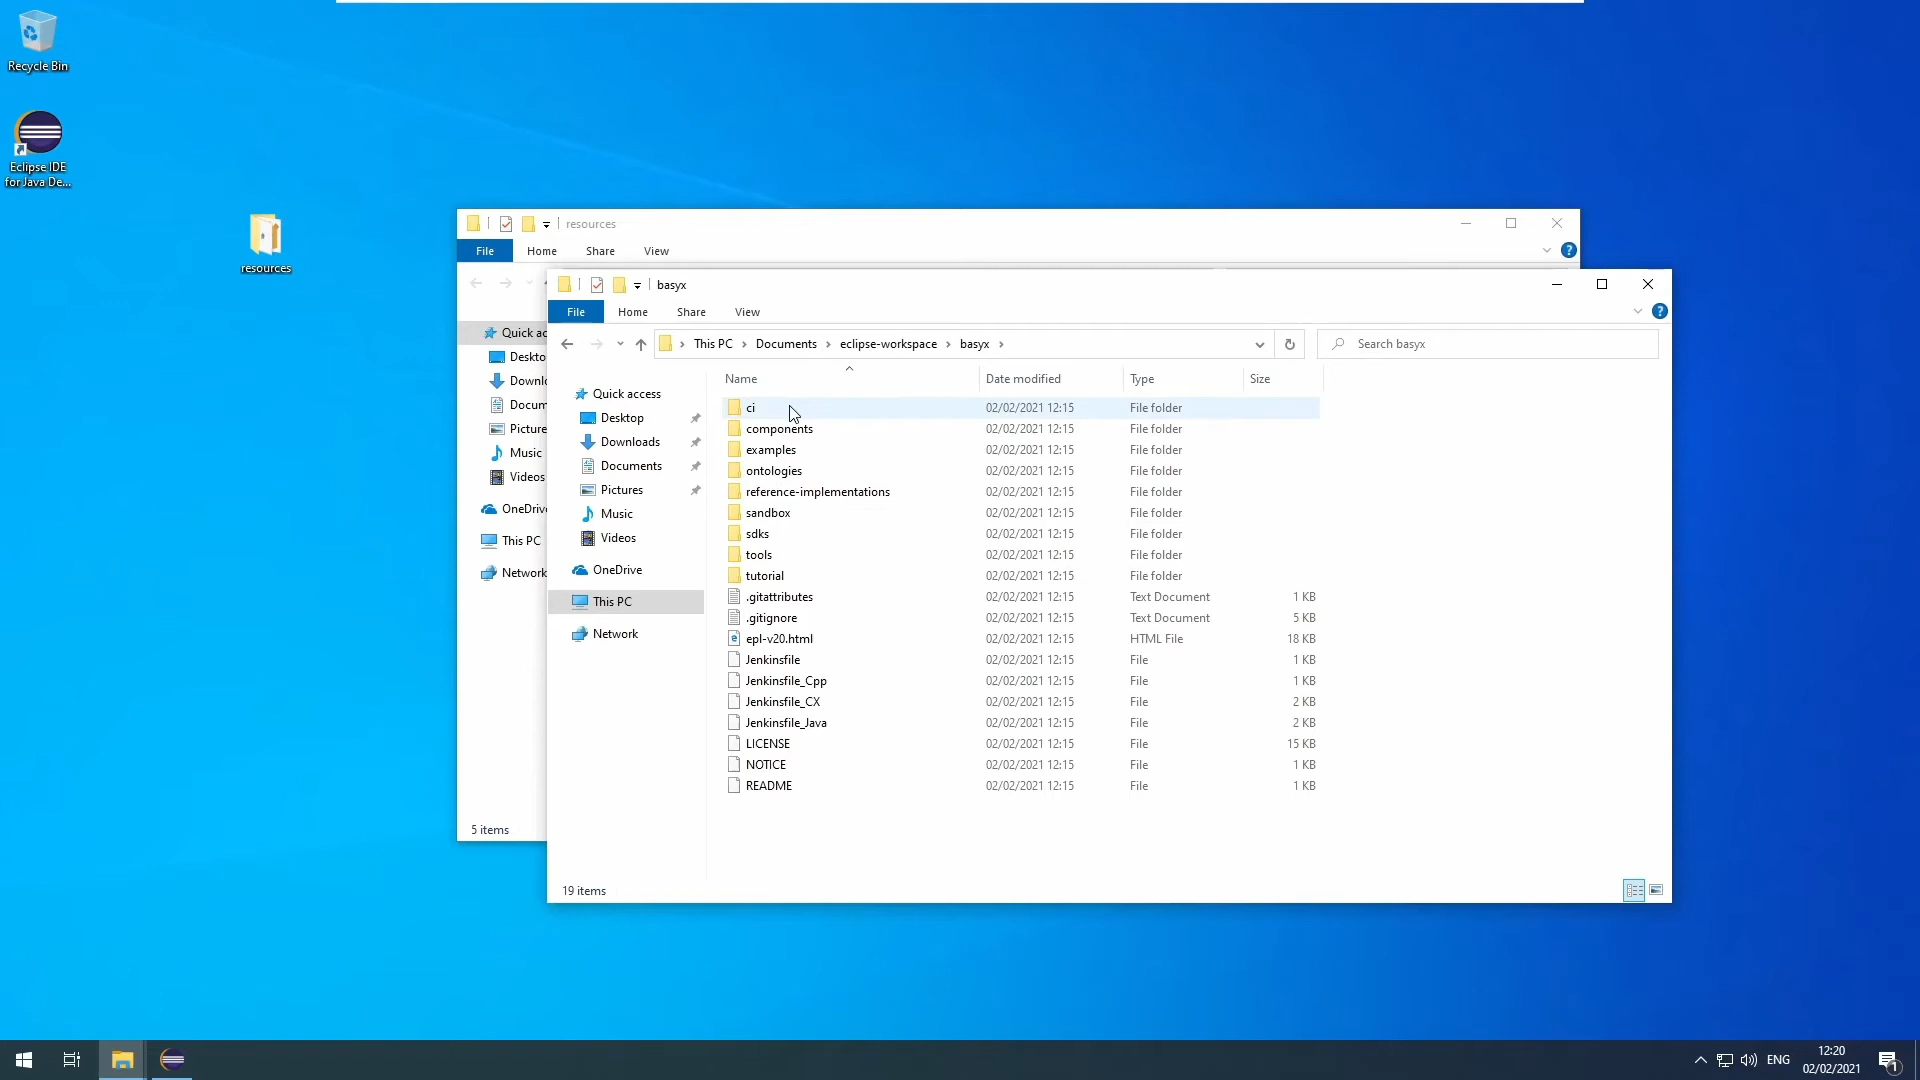 Recycle Bin
Eclipse IDE
for Java De...
resources
resources
File Home Share View
Quick ac
Deskto
Downlo
Docum
Picture
Music
Videos
OneDrive
This PC
Network
5 items
basyx
File Home Share View
This PC Documents eclipse-workspace basyx
Search basyx
Quick access
Desktop
Downloads
Documents
Pictures
Music
Videos
OneDrive
This PC
Network
Name Date modified Type Size
ci 02/02/2021 12:15 File folder
components 02/02/2021 12:15 File folder
examples 02/02/2021 12:15 File folder
ontologies 02/02/2021 12:15 File folder
reference-implementations 02/02/2021 12:15 File folder
sandbox 02/02/2021 12:15 File folder
sdks 02/02/2021 12:15 File folder
tools 02/02/2021 12:15 File folder
tutorial 02/02/2021 12:15 File folder
.gitattributes 02/02/2021 12:15 Text Document 1 KB
.gitignore 02/02/2021 12:15 Text Document 5 KB
epl-v20.html 02/02/2021 12:15 HTML File 18 KB
Jenkinsfile 02/02/2021 12:15 File 1 KB
Jenkinsfile_Cpp 02/02/2021 12:15 File 1 KB
Jenkinsfile_CX 02/02/2021 12:15 File 2 KB
Jenkinsfile_Java 02/02/2021 12:15 File 2 KB
LICENSE 02/02/2021 12:15 File 15 KB
NOTICE 02/02/2021 12:15 File 1 KB
README 02/02/2021 12:15 File 1 KB
19 items
ENG
12:20
02/02/2021
1